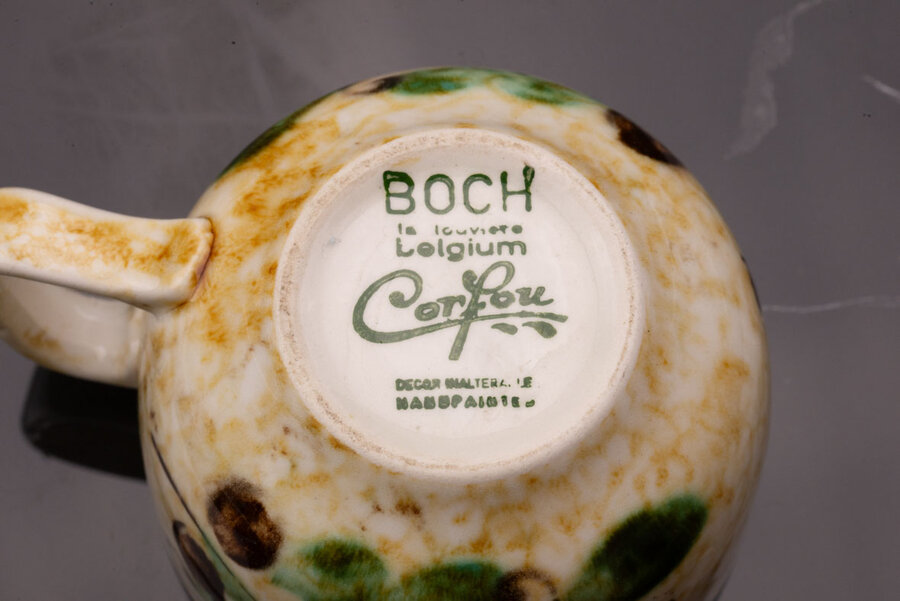 BOCH
la louviere
belgium
Corfou
DECOR INALTERABLE
HANDPAINTED